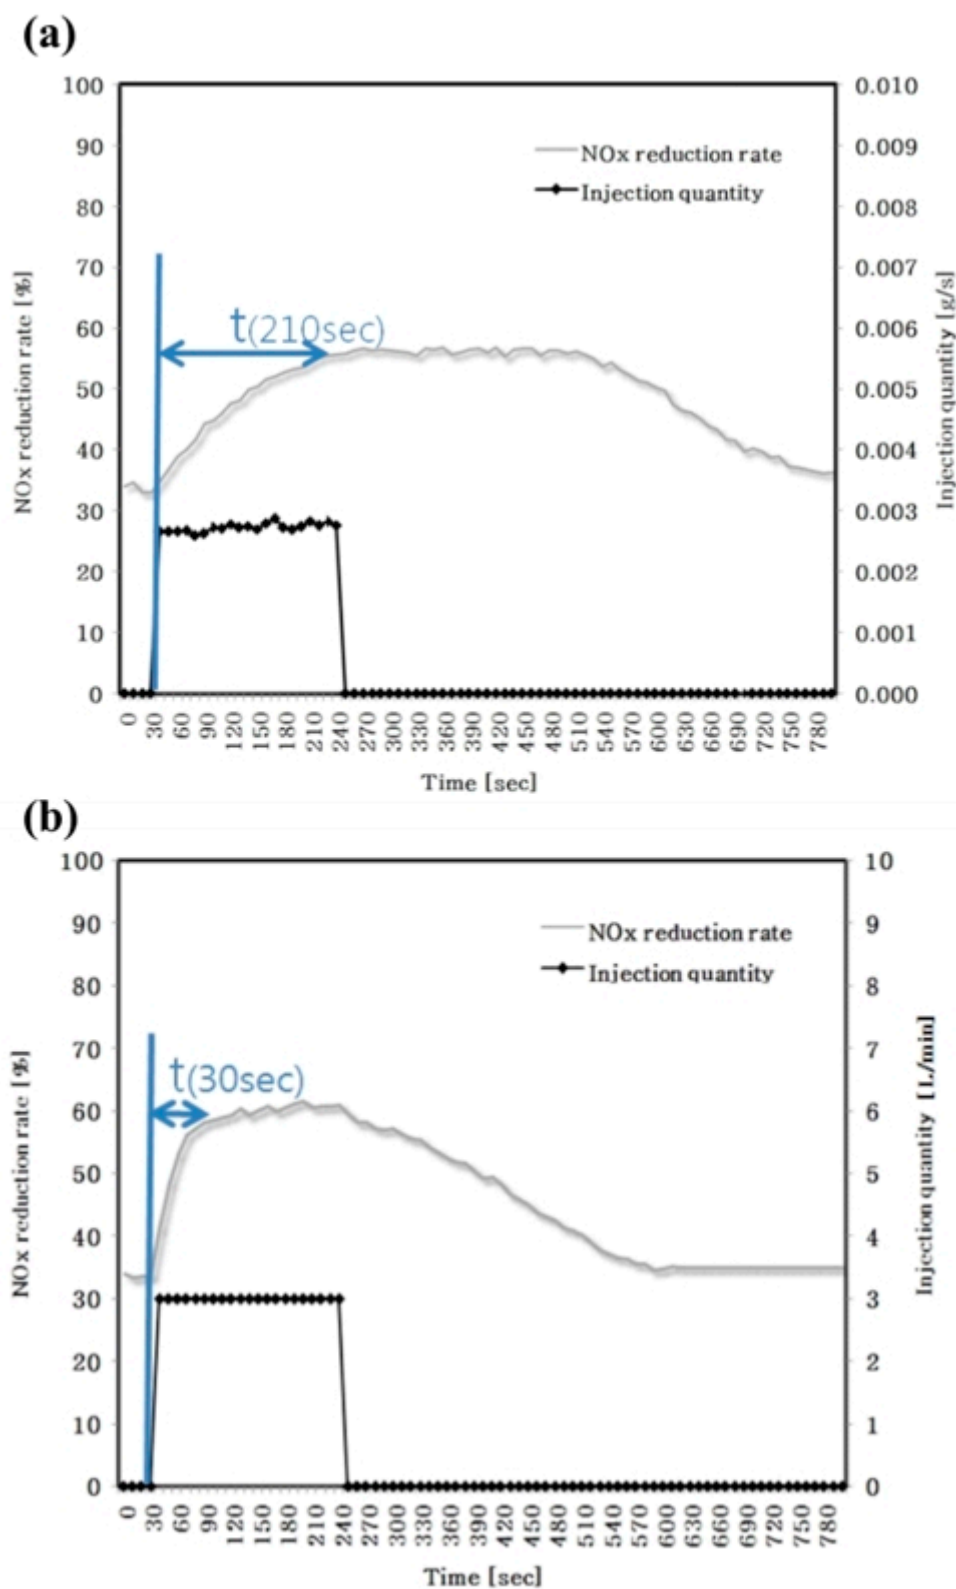 (a)
100
90
80
70
60
50
40
30
20
10
0
NOx reduction rate [%]
NOx reduction rate
Injection quantity
t(210sec)
0.010
0.009
0.008
0.007
0.006
0.005
0.004
0.003
0.002
0.001
0.000
Injection quantity [g/s]
0 30 60 90 120 150 180 210 240 270 300 330 360 390 420 450 480 510 540 570 600 630 660 690 720 750 780
Time [sec]
(b)
100
90
80
70
60
50
40
30
20
10
0
NOx reduction rate [%]
NOx reduction rate
Injection quantity
t(30sec)
10
9
8
7
6
5
4
3
2
1
0
Injection quantity [L/min]
0 30 60 90 120 150 180 210 240 270 300 330 360 390 420 450 480 510 540 570 600 630 660 690 720 750 780
Time [sec]